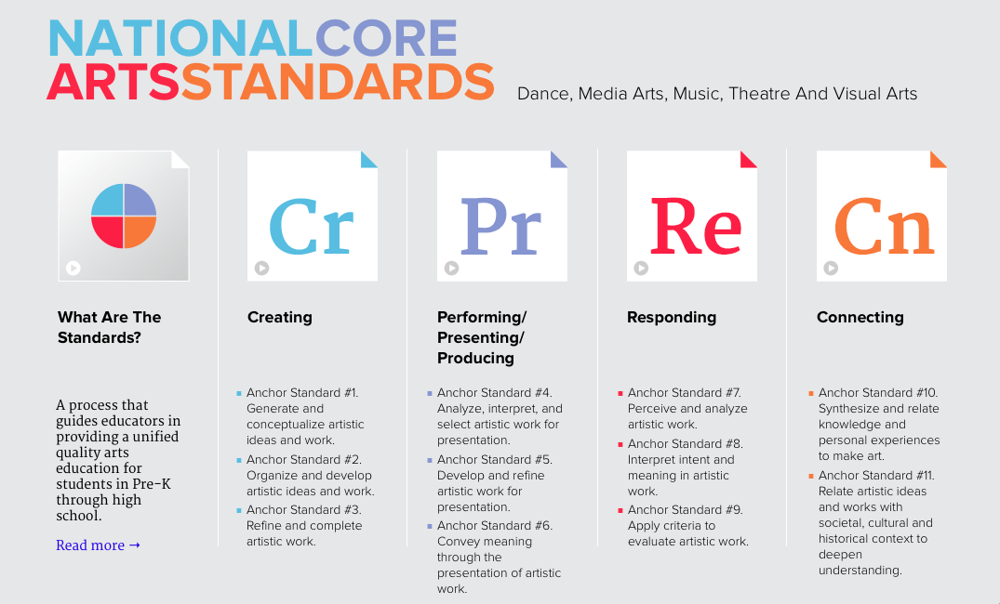 NATIONALCORE
ARTSSTANDARDS
Dance, Media Arts, Music, Theatre And Visual Arts
What Are The
Standards?
A process that
guides educators in
providing a unified
quality arts
education for
students in Pre-K
through high
school.
Read more →
Cr
Creating
Anchor Standard #1.
Generate and
conceptualize artistic
ideas and work.
Anchor Standard #2.
Organize and develop
artistic ideas and work.
Anchor Standard #3.
Refine and complete
artistic work.
Pr
Performing/
Presenting/
Producing
Anchor Standard #4.
Analyze, interpret, and
select artistic work for
presentation.
Anchor Standard #5.
Develop and refine
artistic work for
presentation.
Anchor Standard #6.
Convey meaning
through the
presentation of artistic
work.
Re
Responding
Anchor Standard #7.
Perceive and analyze
artistic work.
Anchor Standard #8.
Interpret intent and
meaning in artistic
work.
Anchor Standard #9.
Apply criteria to
evaluate artistic work.
Cn
Connecting
Anchor Standard #10.
Synthesize and relate
knowledge and
personal experiences
to make art.
Anchor Standard #11.
Relate artistic ideas
and works with
societal, cultural and
historical context to
deepen
understanding.